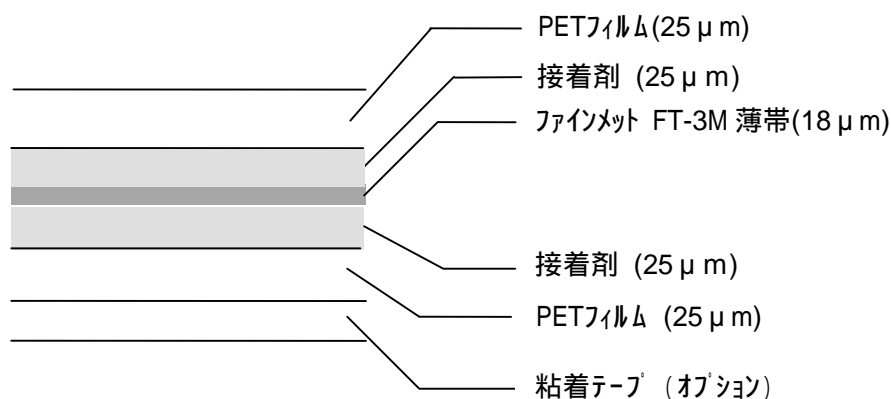 PETフィルム(25μm)
接着剤 (25μm)
ファインメット FT-3M 薄帯(18μm)
接着剤 (25μm)
PETフィルム (25μm)
粘着テープ (オプション)